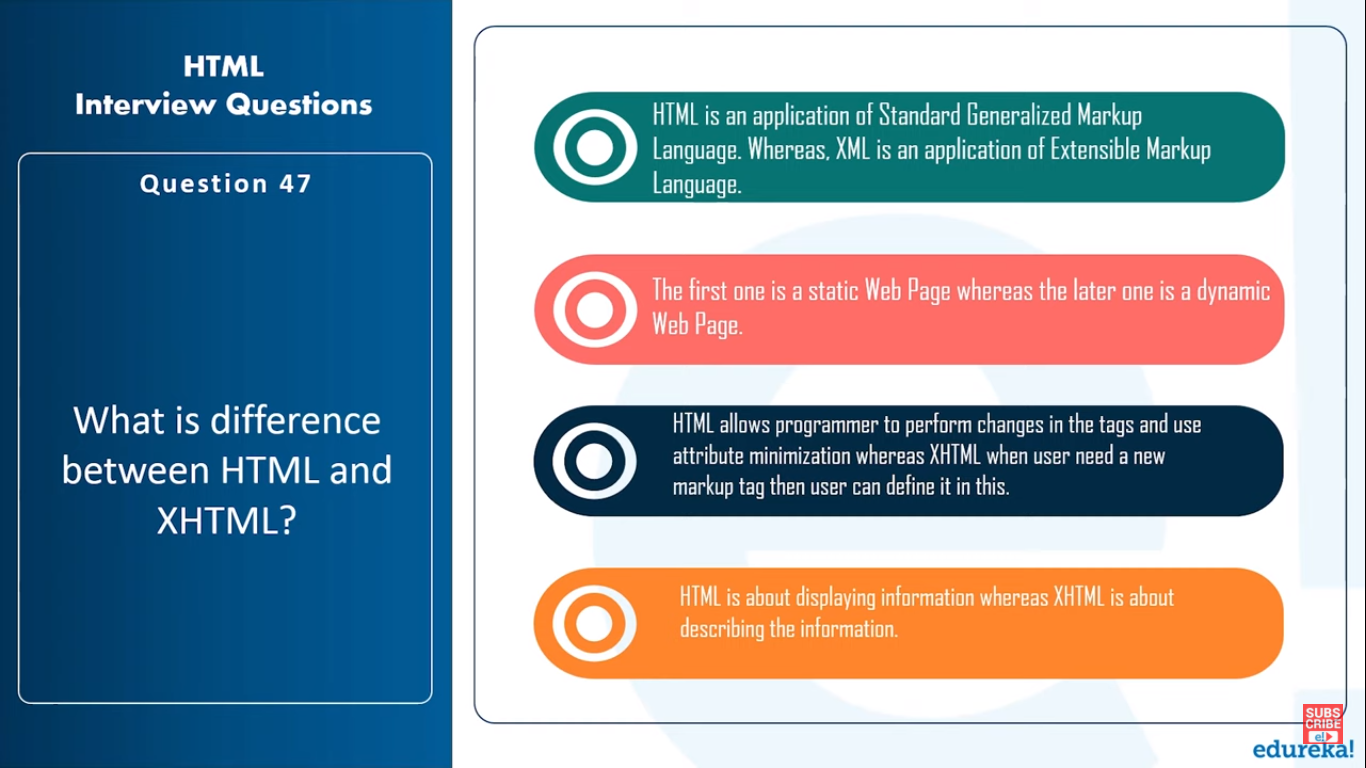 HTML
Interview Questions
Question 47
What is difference
between HTML and
XHTML?
HTML is an application of Standard Generalized Markup
Language. Whereas, XML is an application of Extensible Markup
Language.
The first one is a static Web Page whereas the later one is a dynamic
Web Page.
HTML allows programmer to perform changes in the tags and use
attribute minimization whereas XHTML when user need a new
markup tag then user can define it in this.
HTML is about displaying information whereas XHTML is about
describing the information.
SUBS
CRIBE
e!
edureka!